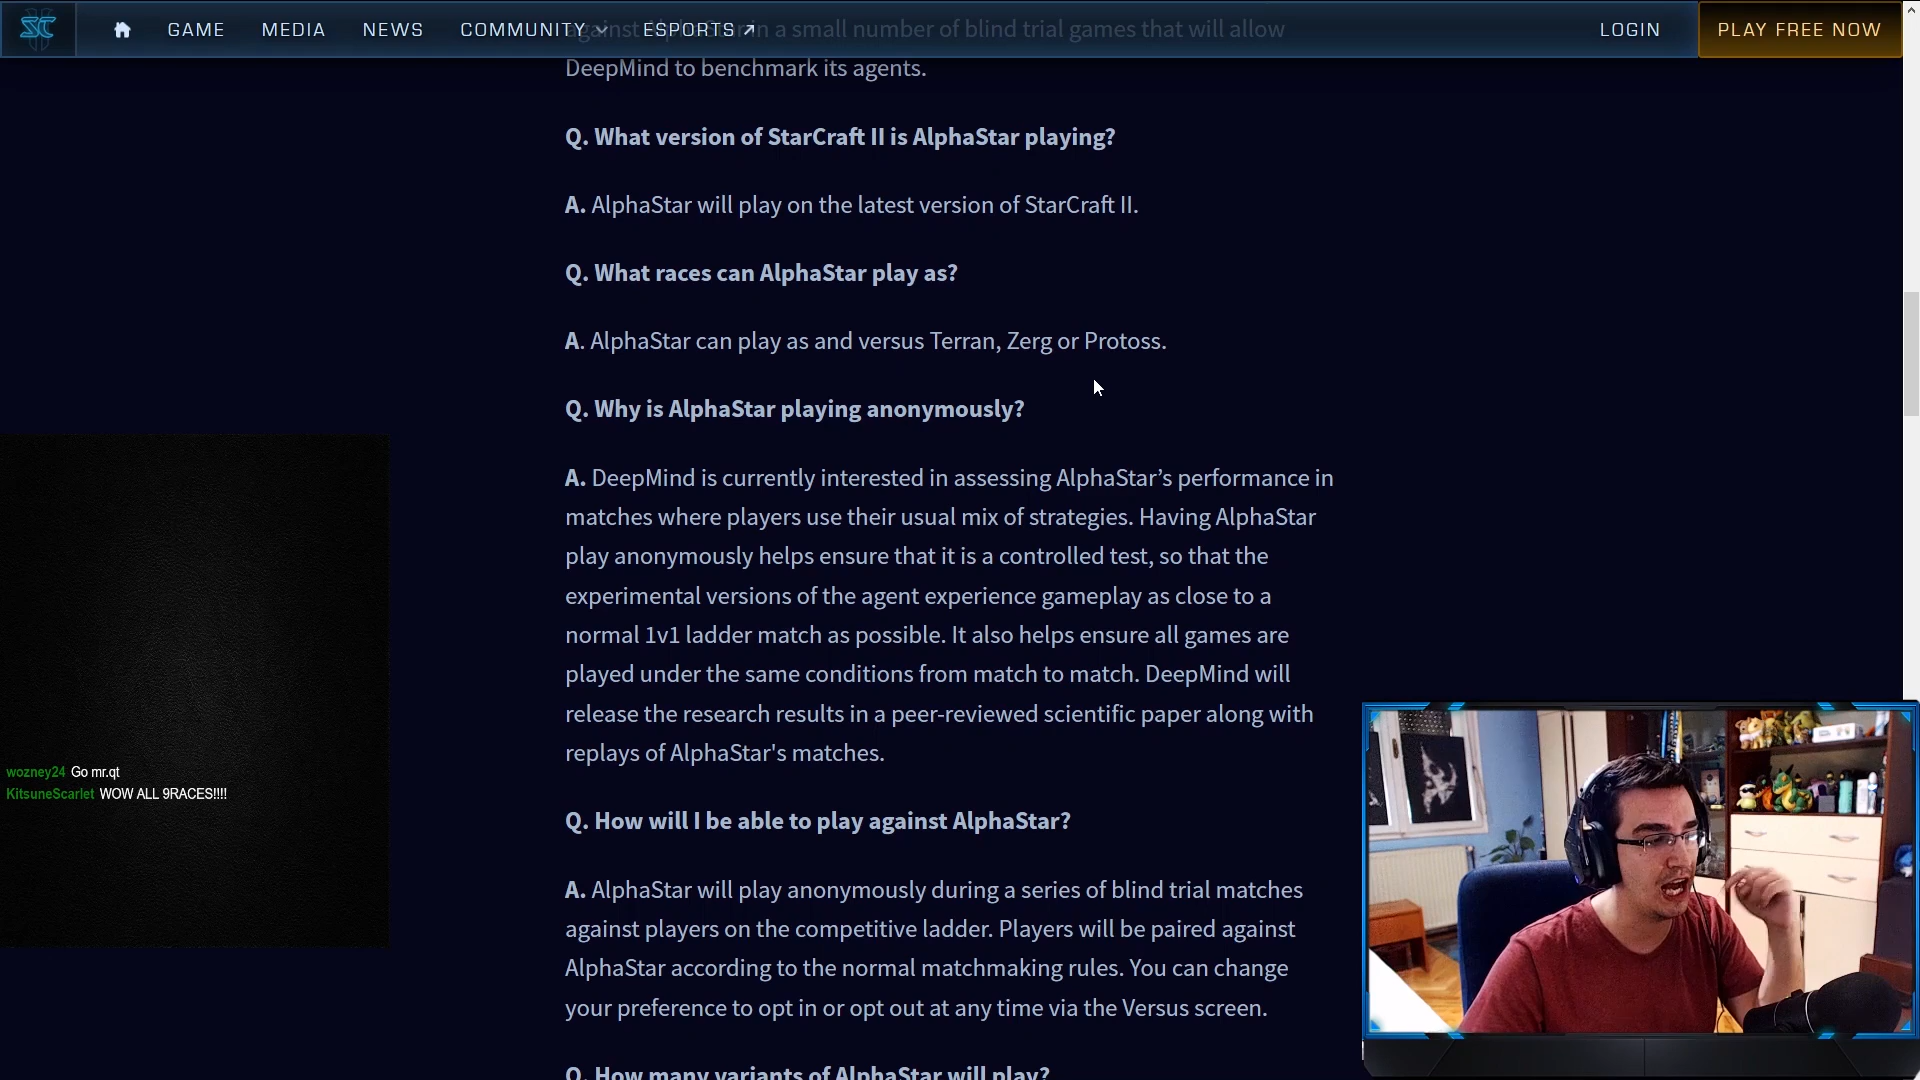 SC
GAME MEDIA NEWS COMMUNITY ESPORTS LOGIN PLAY FREE NOW
against AlphaStar in a small number of blind trial games that will allow
DeepMind to benchmark its agents.
Q. What version of StarCraft II is AlphaStar playing?
A. AlphaStar will play on the latest version of StarCraft II.
Q. What races can AlphaStar play as?
A. AlphaStar can play as and versus Terran, Zerg or Protoss.
Q. Why is AlphaStar playing anonymously?
A. DeepMind is currently interested in assessing AlphaStar’s performance in
matches where players use their usual mix of strategies. Having AlphaStar
play anonymously helps ensure that it is a controlled test, so that the
experimental versions of the agent experience gameplay as close to a
normal 1v1 ladder match as possible. It also helps ensure all games are
played under the same conditions from match to match. DeepMind will
release the research results in a peer-reviewed scientific paper along with
replays of AlphaStar's matches.
wozney24 Go mr.qt
KitsuneScarlet WOW ALL 9RACES!!!!
Q. How will I be able to play against AlphaStar?
A. AlphaStar will play anonymously during a series of blind trial matches
against players on the competitive ladder. Players will be paired against
AlphaStar according to the normal matchmaking rules. You can change
your preference to opt in or opt out at any time via the Versus screen.
Q. How many variants of AlphaStar will play?